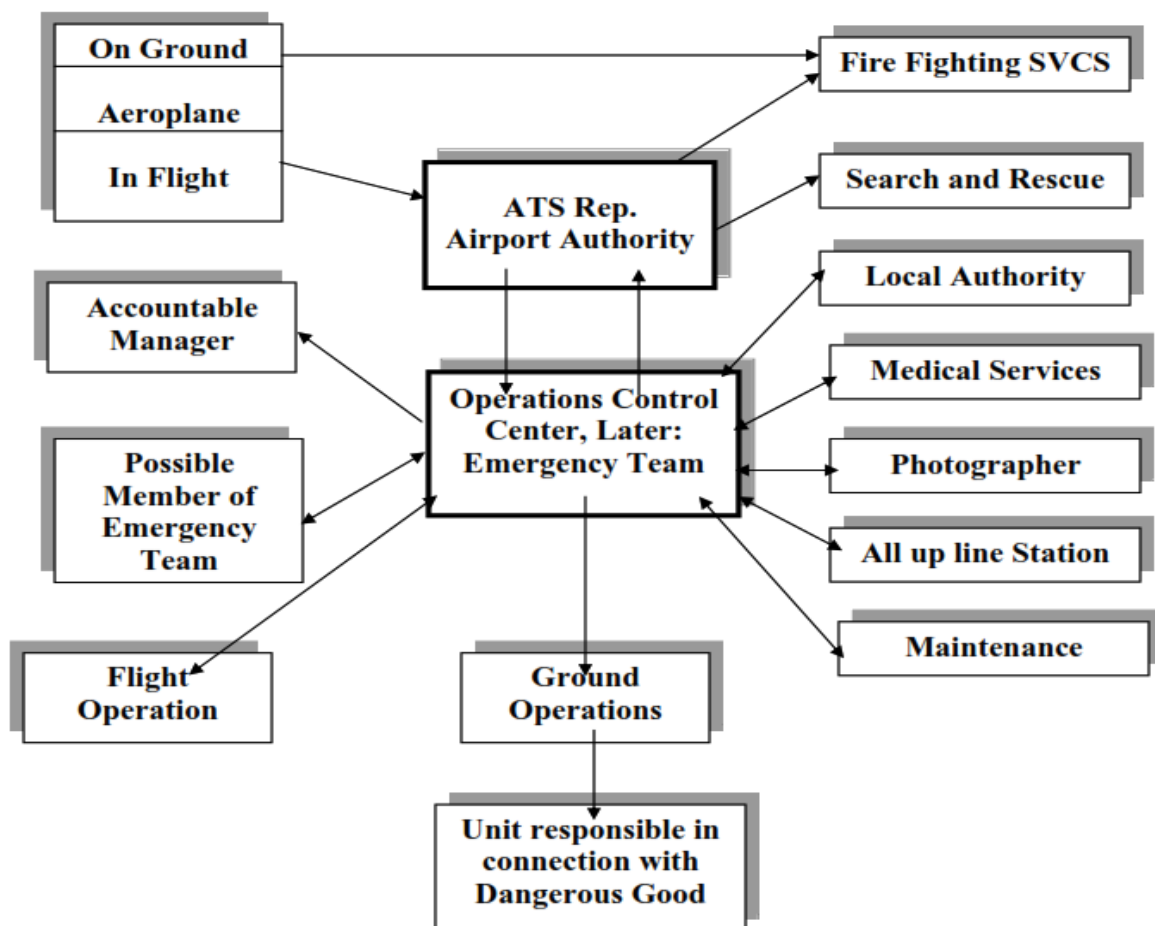 On Ground
Aeroplane
In Flight
Fire Fighting SVCS
ATS Rep.
Airport Authority
Search and Rescue
Local Authority
Accountable
Manager
Operations Control
Center, Later:
Emergency Team
Medical Services
Possible
Member of
Emergency
Team
Photographer
All up line Station
Maintenance
Flight
Operation
Ground
Operations
Unit responsible in
connection with
Dangerous Good